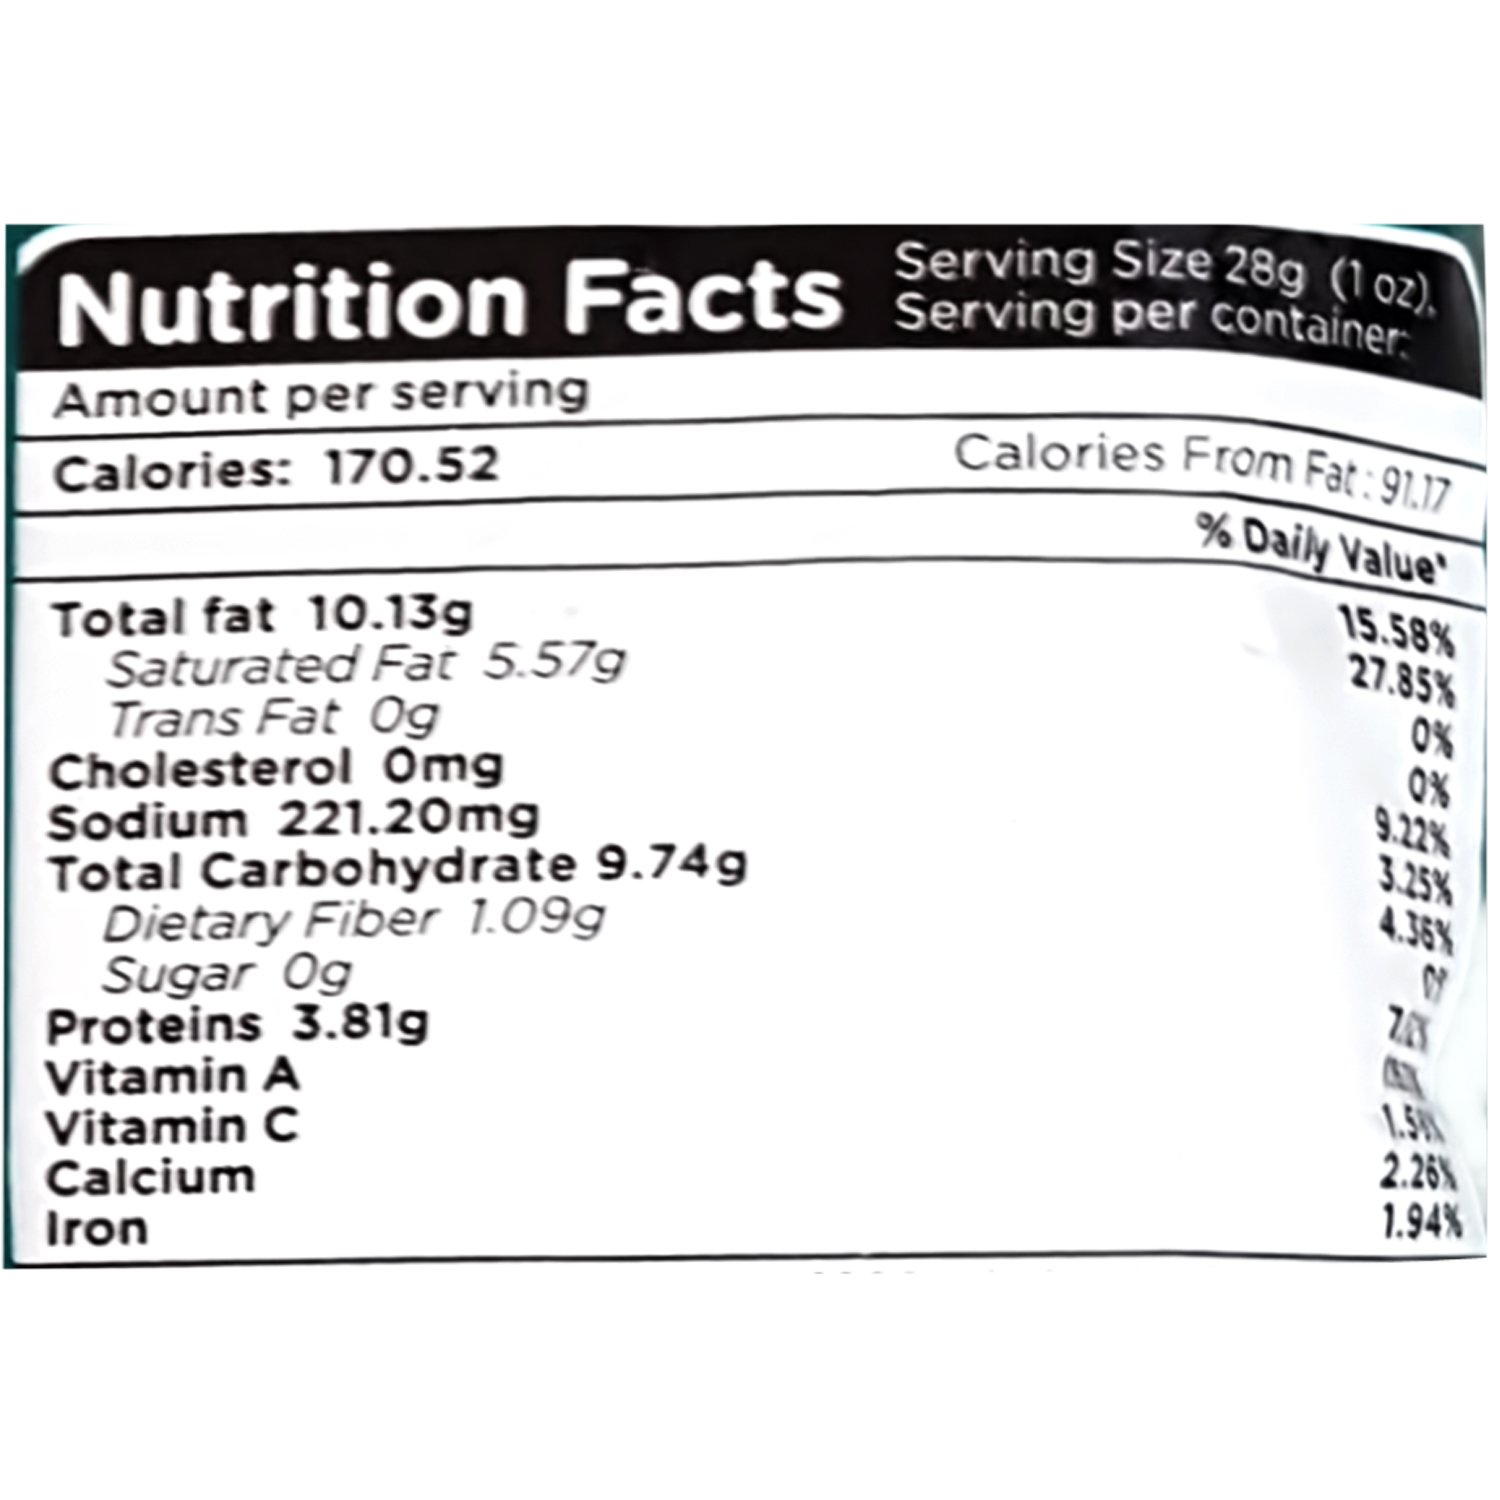 Nutrition Facts
Serving Size 28g (1 oz),
Serving per container:
Amount per serving
Calories: 170.52 Calories From Fat : 91.17
% Daily Value*
Total fat 10.13g 15.58%
Saturated Fat 5.57g 27.85%
Trans Fat 0g 0%
Cholesterol 0mg 0%
Sodium 221.20mg 9.22%
Total Carbohydrate 9.74g 3.25%
Dietary Fiber 1.09g 4.36%
Sugar 0g
Proteins 3.81g
Vitamin A
Vitamin C
Calcium 2.26%
Iron 1.94%